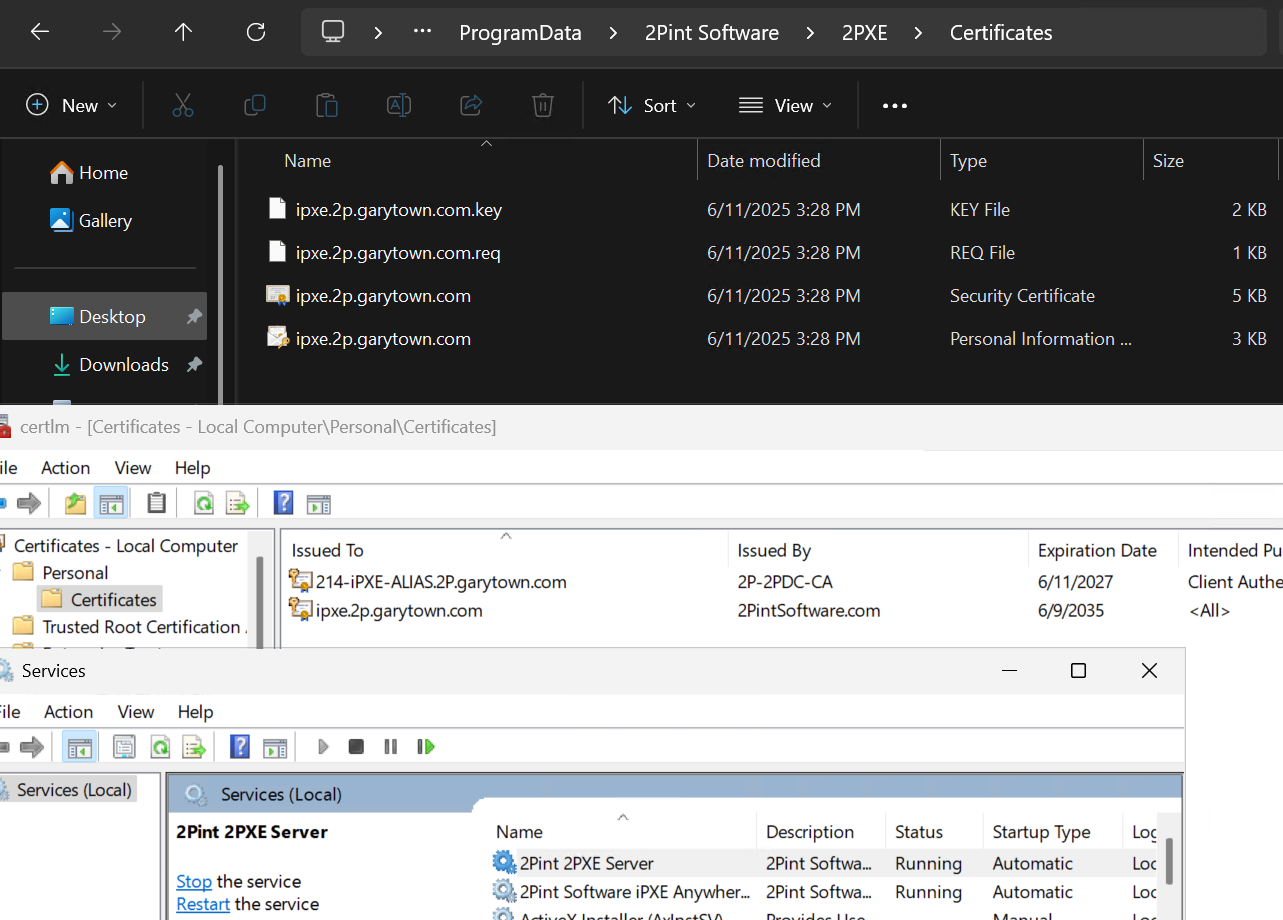 ProgramData > 2Pint Software > 2PXE > Certificates
New Sort View
Home
Gallery
Desktop
Downloads
Name Date modified Type Size
ipxe.2p.garytown.com.key 6/11/2025 3:28 PM KEY File 2 KB
ipxe.2p.garytown.com.req 6/11/2025 3:28 PM REQ File 1 KB
ipxe.2p.garytown.com 6/11/2025 3:28 PM Security Certificate 5 KB
ipxe.2p.garytown.com 6/11/2025 3:28 PM Personal Information ... 3 KB
certlm - [Certificates - Local Computer\Personal\Certificates]
ile Action View Help
Certificates - Local Computer
Personal
Certificates
Trusted Root Certification
Issued To Issued By Expiration Date Intended Pu
214-iPXE-ALIAS.2P.garytown.com 2P-2PDC-CA 6/11/2027 Client Authe
ipxe.2p.garytown.com 2PintSoftware.com 6/9/2035 <All>
Services
File Action View Help
Services (Local)
Services (Local)
2Pint 2PXE Server
Stop the service
Restart the service
Name Description Status Startup Type Log
2Pint 2PXE Server 2Pint Softwa... Running Automatic Loc
2Pint Software iPXE Anywher... 2Pint Softwa... Running Automatic Loc
ActiveX Installer (AxInstSV) Provides Use Manual Loc